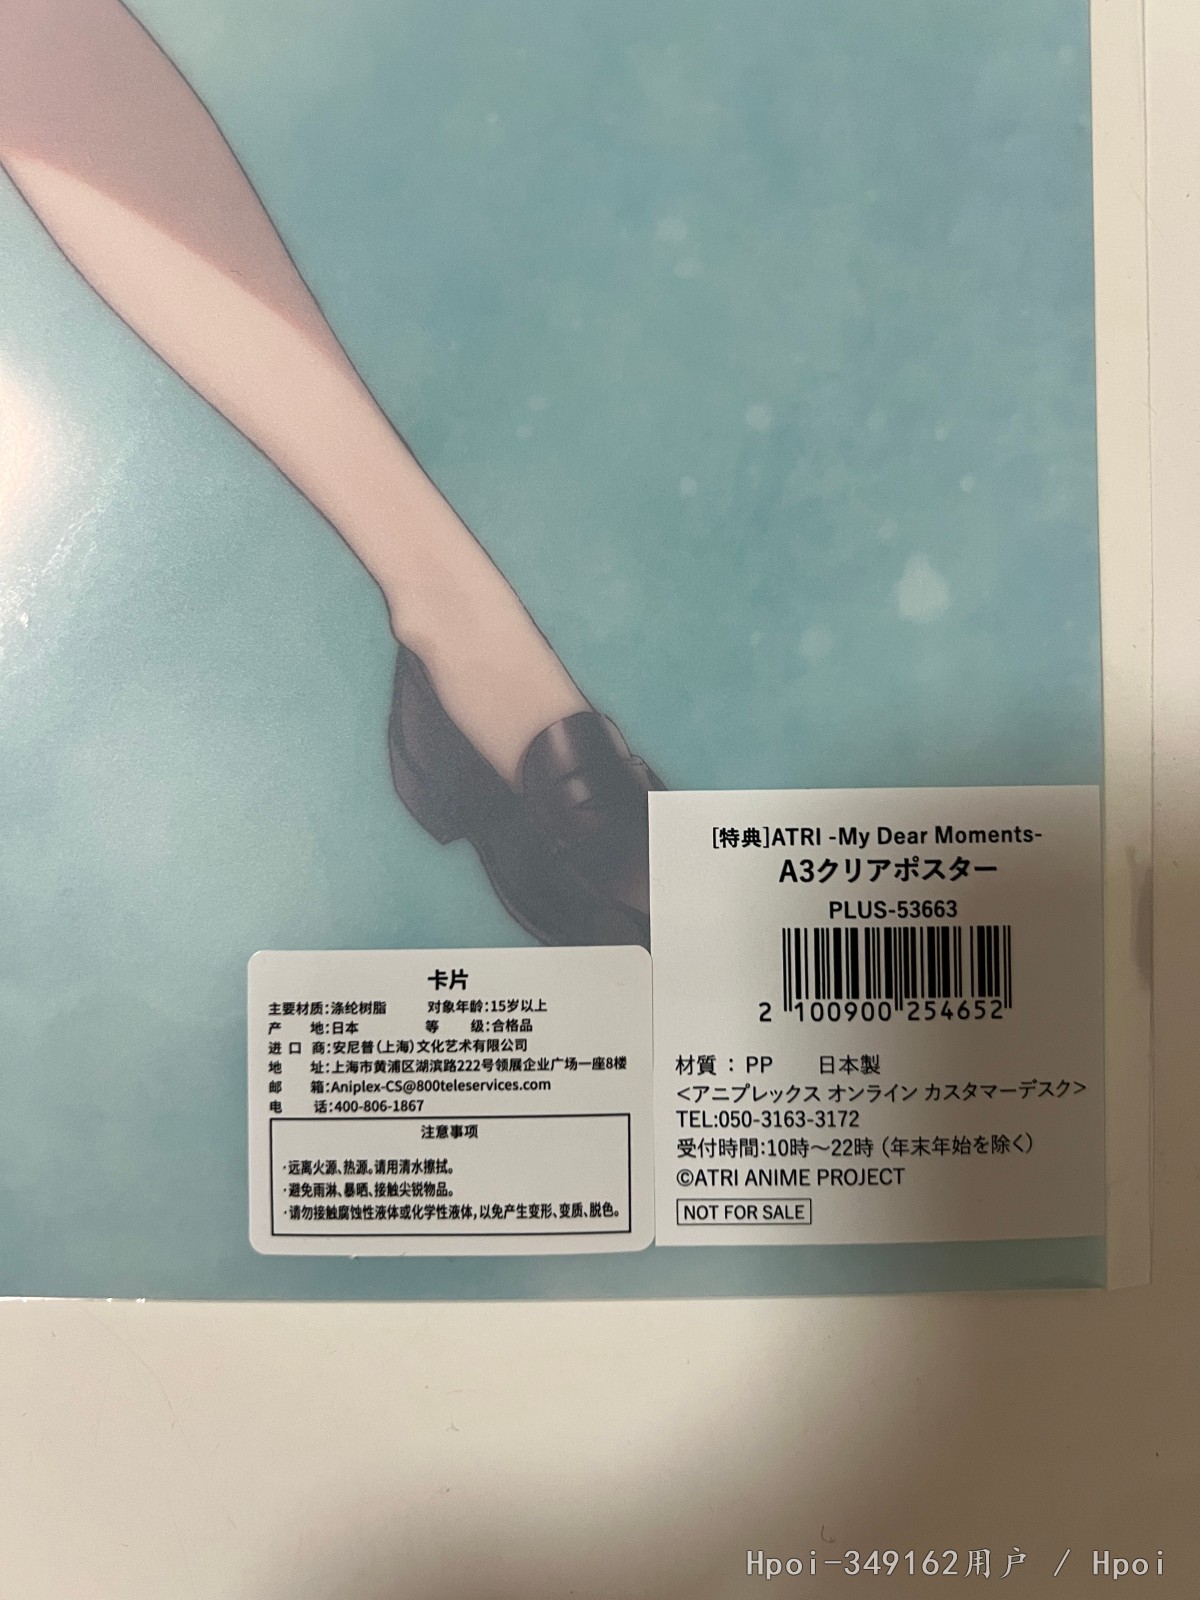 [特典]ATRI -My Dear Moments-
A3クリアポスター
PLUS-53663
2 100900 254652
材質：PP 日本製
<アニプレックス オンライン カスタマーデスク>
TEL:050-3163-3172
受付時間:10時～22時（年末年始を除く）
©ATRI ANIME PROJECT
NOT FOR SALE
卡片
主要材质:涤纶树脂 对象年龄:15岁以上
产 地:日本 等 级:合格品
进 口 商:安尼普(上海)文化艺术有限公司
地 址:上海市黄浦区湖滨路222号领展企业广场一座8楼
邮 箱:Aniplex-CS@800teleservices.com
电 话:400-806-1867
注意事项
·远离火源、热源。请用清水擦拭。
·避免雨淋、暴晒、接触尖锐物品。
·请勿接触腐蚀性液体或化学性液体,以免产生变形、变质、脱色。
Hpoi-349162用户 / Hpoi